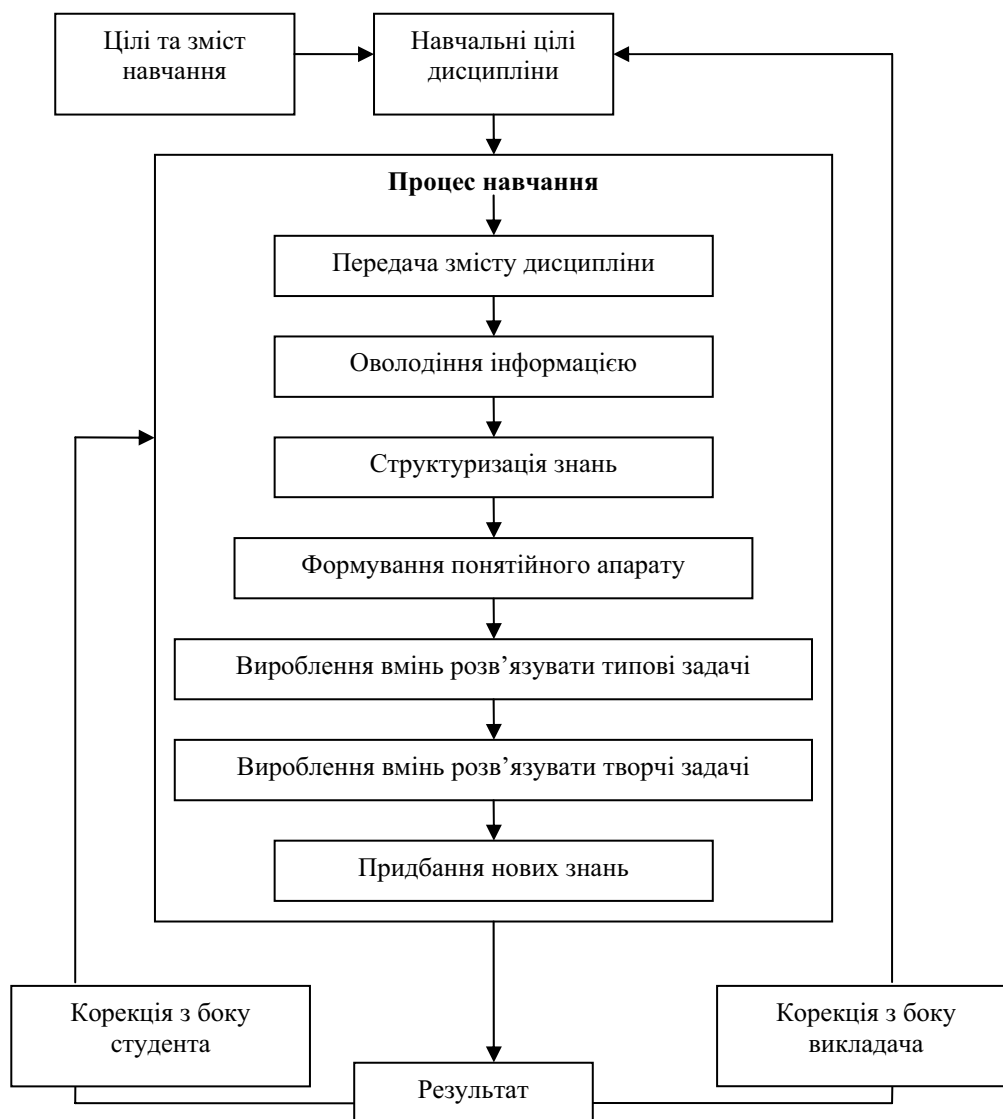 Цілі та зміст
навчання
Навчальні цілі
дисципліни
Процес навчання
Передача змісту дисципліни
Оволодіння інформацією
Структуризація знань
Формування понятійного апарату
Вироблення вмінь розв’язувати типові задачі
Вироблення вмінь розв’язувати творчі задачі
Придбання нових знань
Корекція з боку
студента
Корекція з боку
викладача
Результат